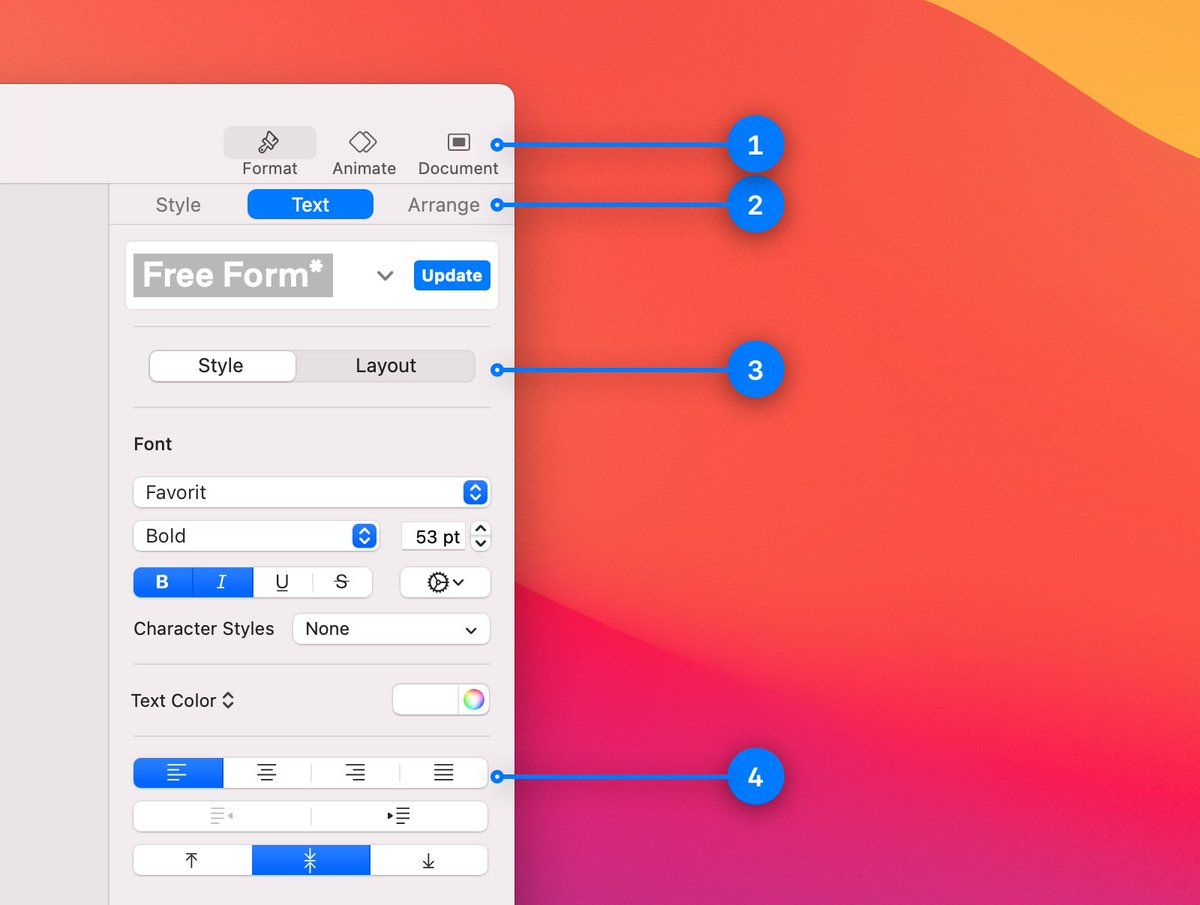 Format Animate Document
1
Style Text Arrange
2
Free Form* Update
Style Layout
3
Font
Favorit
Bold 53 pt
B I U S
Character Styles None
Text Color
4